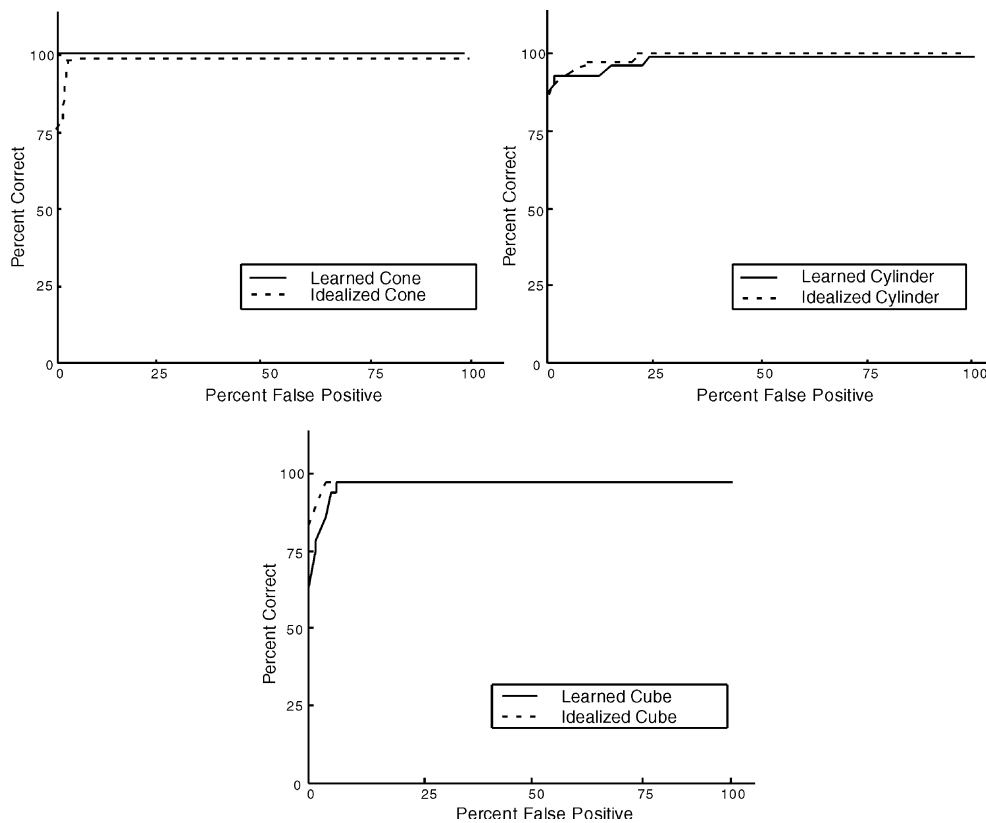 100
75
50
25
0
Percent Correct
Learned Cone
Idealized Cone
0 25 50 75 100
Percent False Positive
100
75
50
25
0
Percent Correct
Learned Cylinder
Idealized Cylinder
0 25 50 75 100
Percent False Positive
100
75
50
25
0
Percent Correct
Learned Cube
Idealized Cube
0 25 50 75 100
Percent False Positive